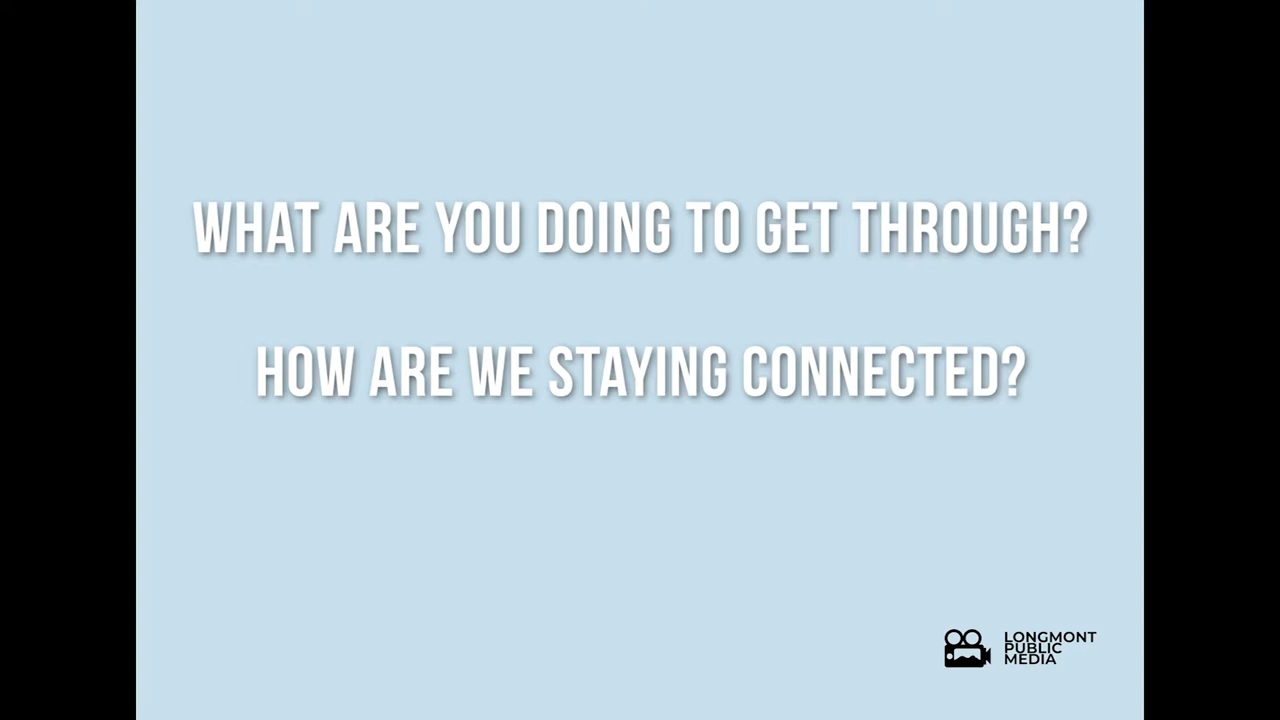 WHAT ARE YOU DOING TO GET THROUGH?
HOW ARE WE STAYING CONNECTED?
LONGMONT
PUBLIC
MEDIA